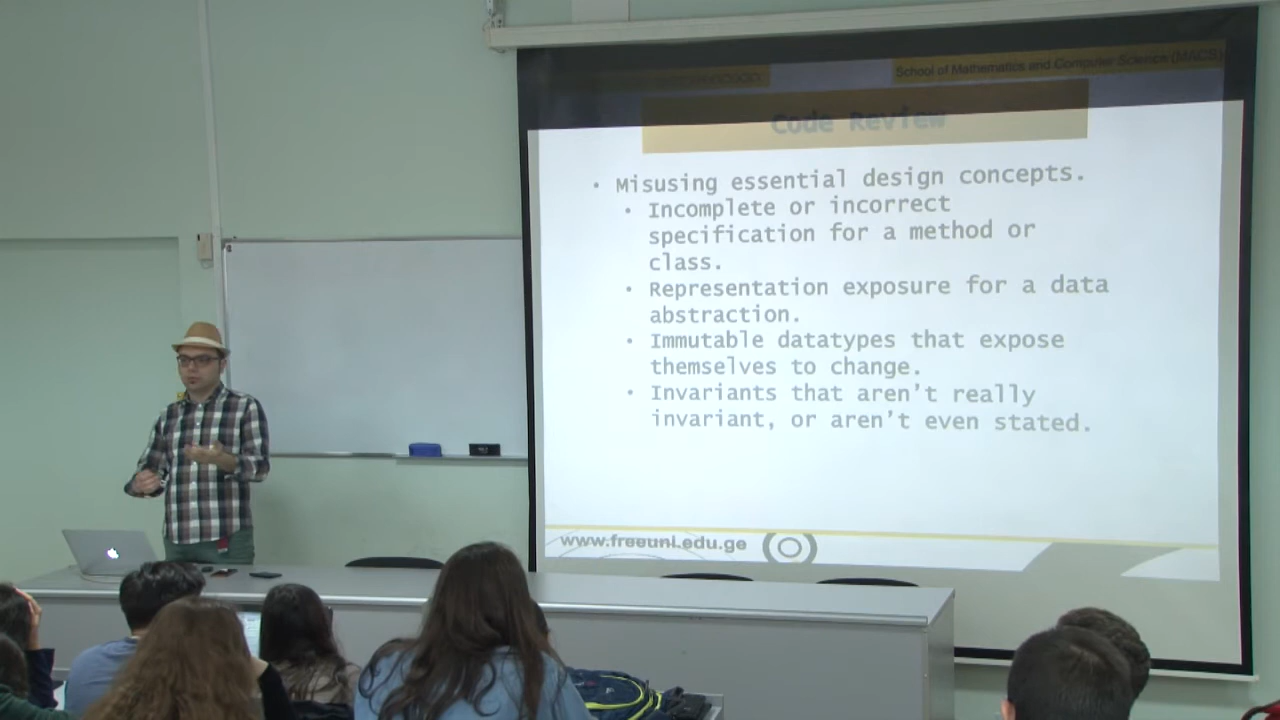 School of Mathematics and Computer Science (MACS)
Code Review
• Misusing essential design concepts.
• Incomplete or incorrect
specification for a method or
class.
• Representation exposure for a data
abstraction.
• Immutable datatypes that expose
themselves to change.
• Invariants that aren't really
invariant, or aren't even stated.
www.freeuni.edu.ge